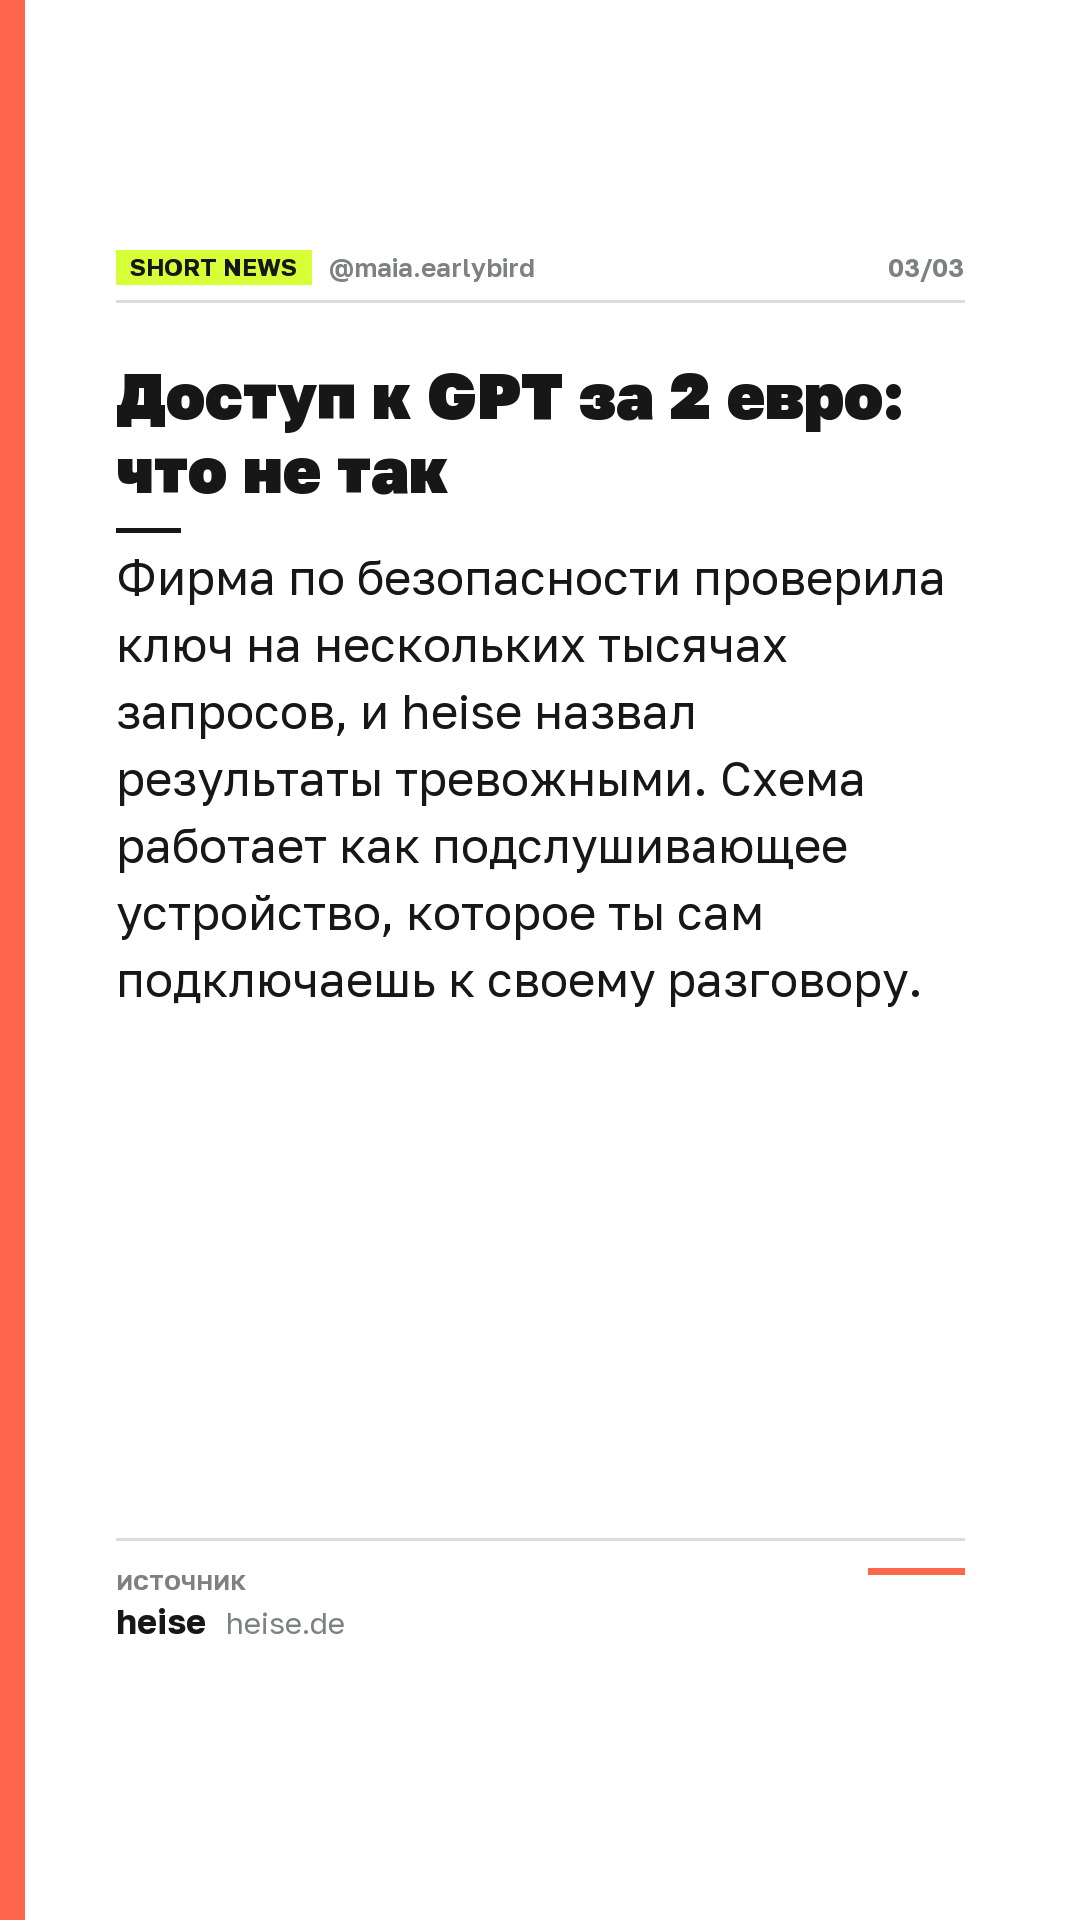 SHORT NEWS @maia.earlybird 03/03
Доступ к GPT за 2 евро:
что не так
Фирма по безопасности проверила
ключ на нескольких тысячах
запросов, и heise назвал
результаты тревожными. Схема
работает как подслушивающее
устройство, которое ты сам
подключаешь к своему разговору.
источник
heise heise.de